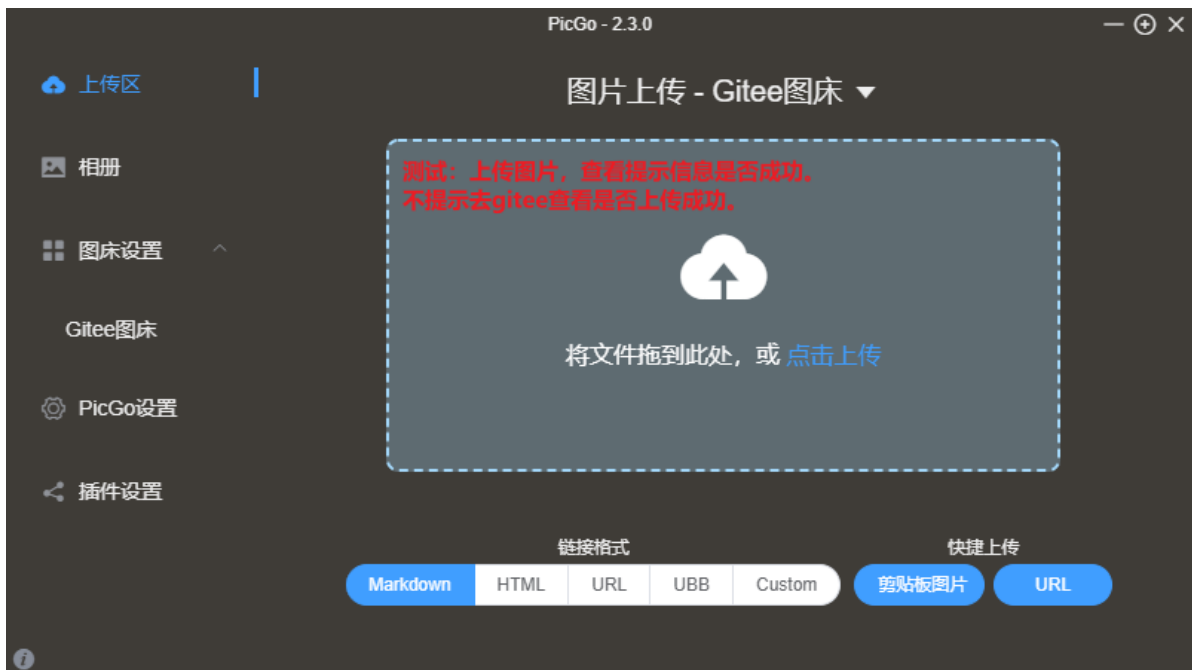 PicGo - 2.3.0
上传区
相册
图床设置
Gitee图床
PicGo设置
插件设置
图片上传 - Gitee图床
测试：上传图片，查看提示信息是否成功。
不提示去gitee查看是否上传成功。
将文件拖到此处，或 点击上传
链接格式
快捷上传
Markdown HTML URL UBB Custom
剪贴板图片 URL